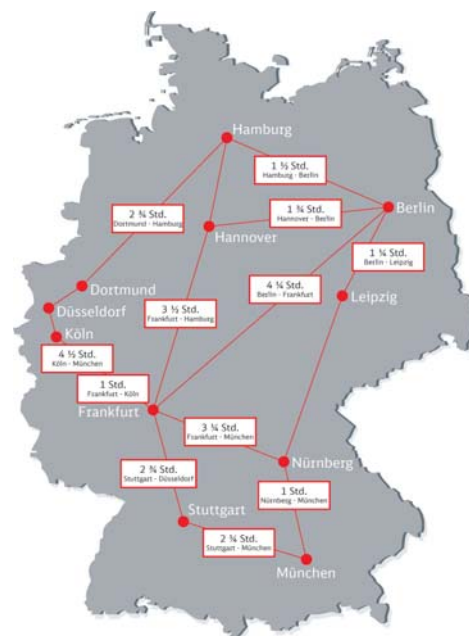 Hamburg
1 ½ Std.
Hamburg - Berlin
2 ¾ Std.
Dortmund - Hamburg
1 ¾ Std.
Hannover - Berlin
Berlin
Hannover
1 ¼ Std.
Berlin - Leipzig
Dortmund
4 ¼ Std.
Berlin - Frankfurt
Leipzig
Düsseldorf
3 ½ Std.
Frankfurt - Hamburg
Köln
4 ½ Std.
Köln - München
1 Std.
Frankfurt - Köln
Frankfurt
3 ¼ Std.
Frankfurt - München
Nürnberg
2 ¾ Std.
Stuttgart - Düsseldorf
1 Std.
Nürnberg - München
Stuttgart
2 ¼ Std.
Stuttgart - München
München